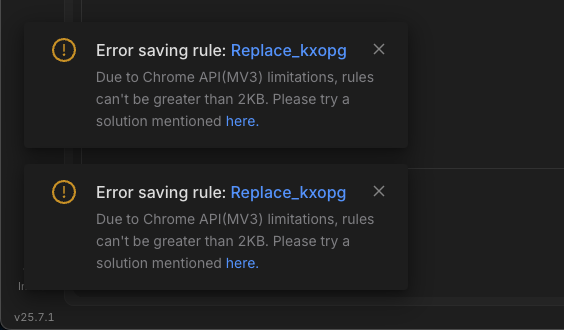 Error saving rule: Replace_kxopg
Due to Chrome API(MV3) limitations, rules
can't be greater than 2KB. Please try a
solution mentioned here.
Error saving rule: Replace_kxopg
Due to Chrome API(MV3) limitations, rules
can't be greater than 2KB. Please try a
solution mentioned here.
v25.7.1